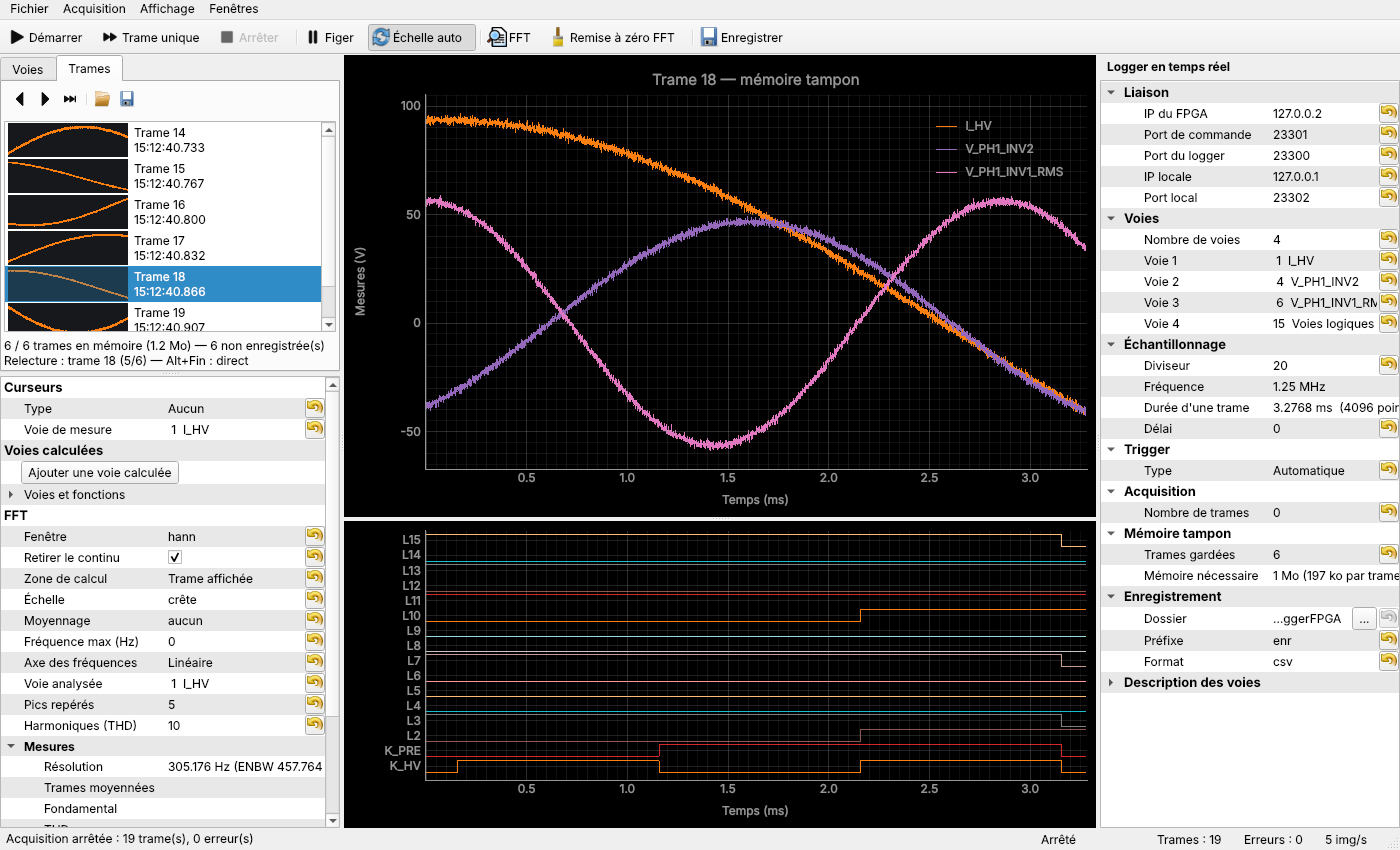 Fichier Acquisition Affichage Fenêtres
Démarrer Trame unique Arrêter Figer Échelle auto FFT Remise à zéro FFT Enregistrer
Voies Trames
Trame 14
15:12:40.733
Trame 15
15:12:40.767
Trame 16
15:12:40.800
Trame 17
15:12:40.832
Trame 18
15:12:40.866
Trame 19
15:12:40.907
6 / 6 trames en mémoire (1.2 Mo) — 6 non enregistrée(s)
Relecture : trame 18 (5/6) — Alt+Fin : direct
Curseurs
Type Aucun
Voie de mesure 1 I_HV
Voies calculées
Ajouter une voie calculée
Voies et fonctions
FFT
Fenêtre hann
Retirer le continu
Zone de calcul Trame affichée
Échelle crête
Moyennage aucun
Fréquence max (Hz) 0
Axe des fréquences Linéaire
Voie analysée 1 I_HV
Pics repérés 5
Harmoniques (THD) 10
Mesures
Résolution 305.176 Hz (ENBW 457.764
Trames moyennées
Fondamental
Trame 18 — mémoire tampon
I_HV
V_PH1_INV2
V_PH1_INV1_RMS
Mesures (V)
100
50
0
−50
0.5 1.0 1.5 2.0 2.5 3.0
Temps (ms)
L15
L14
L13
L12
L11
L10
L9
L8
L7
L6
L5
L4
L3
L2
K_PRE
K_HV
0.5 1.0 1.5 2.0 2.5 3.0
Temps (ms)
Logger en temps réel
Liaison
IP du FPGA 127.0.0.2
Port de commande 23301
Port du logger 23300
IP locale 127.0.0.1
Port local 23302
Voies
Nombre de voies 4
Voie 1 1 I_HV
Voie 2 4 V_PH1_INV2
Voie 3 6 V_PH1_INV1_RM
Voie 4 15 Voies logiques
Échantillonnage
Diviseur 20
Fréquence 1.25 MHz
Durée d'une trame 3.2768 ms (4096 poin
Délai 0
Trigger
Type Automatique
Acquisition
Nombre de trames 0
Mémoire tampon
Trames gardées 6
Mémoire nécessaire 1 Mo (197 ko par trame
Enregistrement
Dossier ...ggerFPGA ...
Préfixe enr
Format csv
Description des voies
Acquisition arrêtée : 19 trame(s), 0 erreur(s) Arrêté Trames : 19 Erreurs : 0 5 img/s